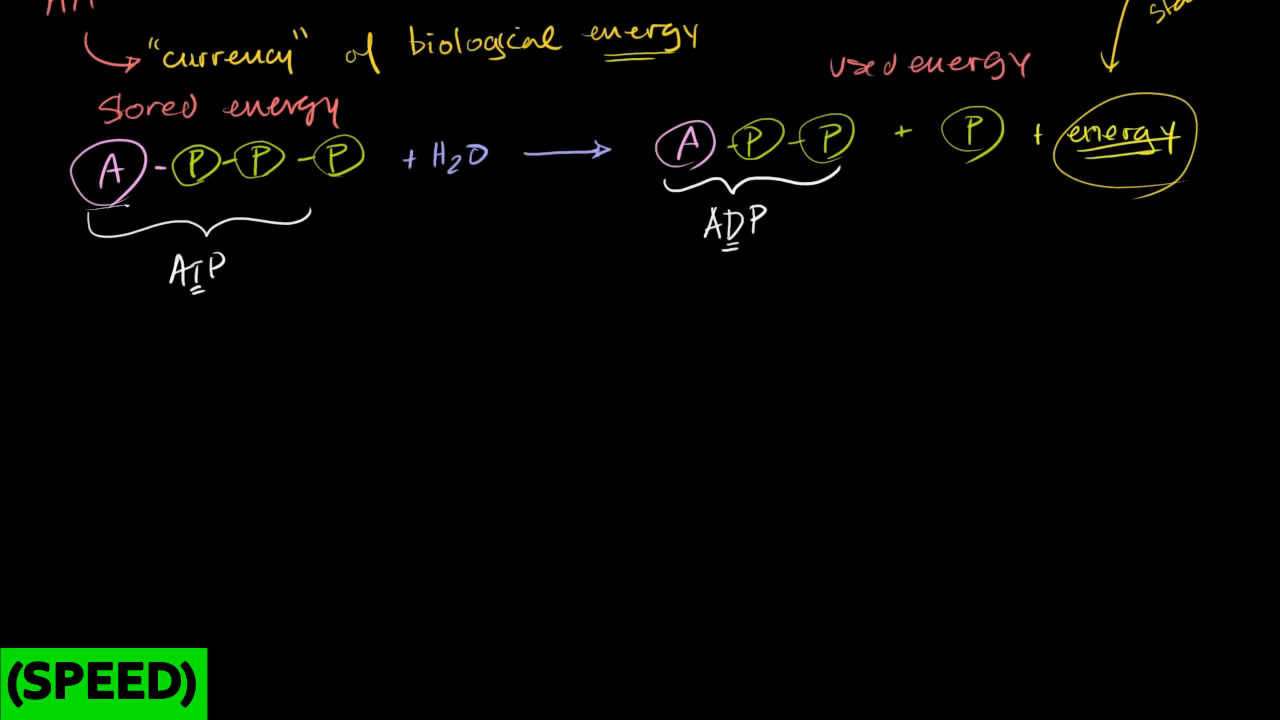 "currency" of biological energy
used energy
stored energy
A - P - P - P + H₂O → A - P - P + P + energy
ATP
ADP
(SPEED)